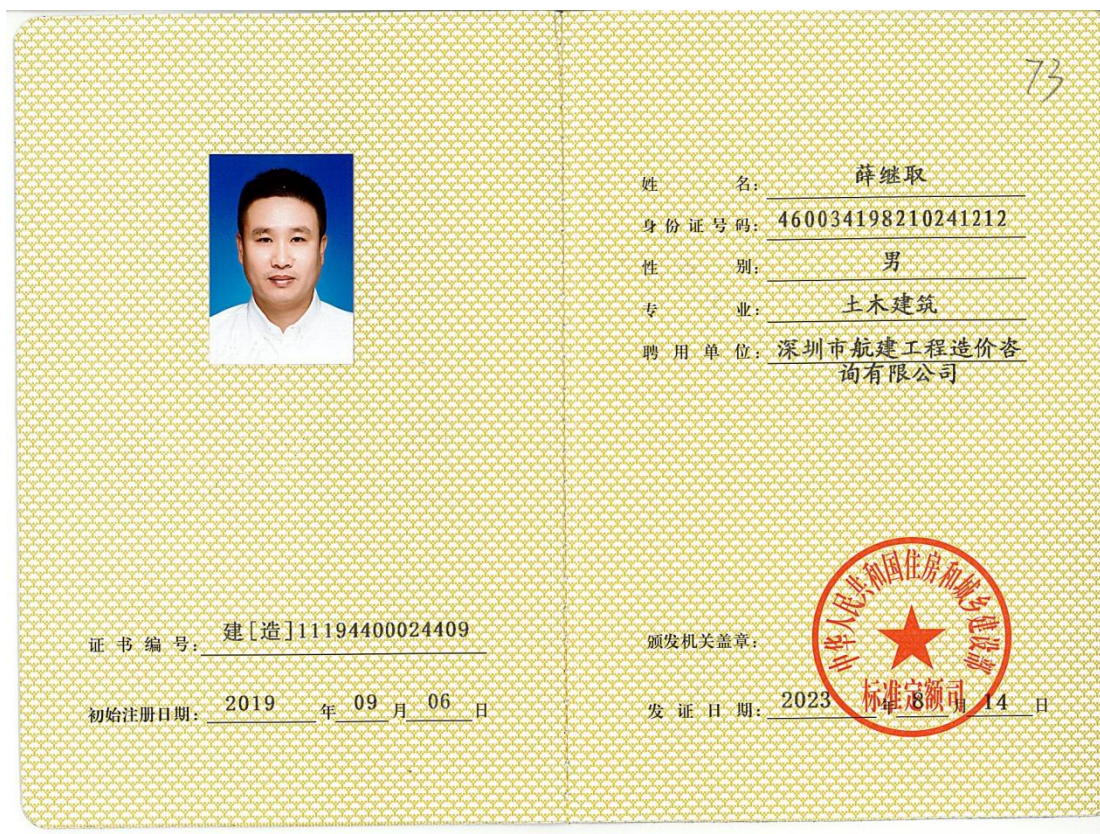 73
姓名：薛继取
身份证号码：460034198210241212
性别：男
专业：土木建筑
聘用单位：深圳市航建工程造价咨
询有限公司
证书编号：建[造]11194400024409
初始注册日期：2019年09月06日
颁发机关盖章：
中华人民共和国住房和城乡建设部
标准定额司
发证日期：2023年8月14日